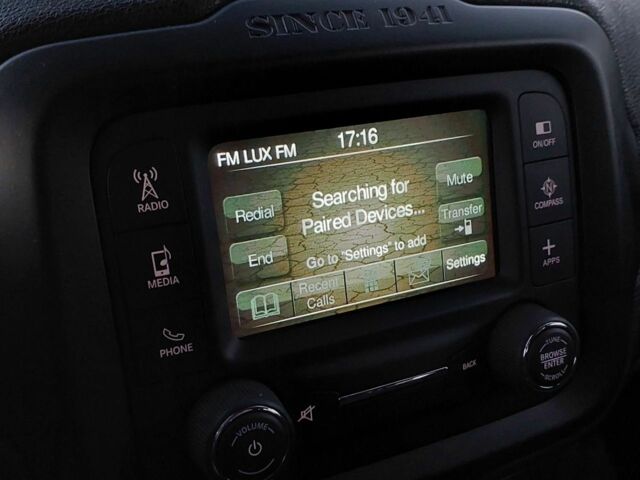 SINCE 1941
FM LUX FM 17:16
Redial
Searching for
Paired Devices...
Mute
Transfer
End
Go to "Settings" to add
Recent
Calls
Settings
RADIO
MEDIA
PHONE
ON/OFF
COMPASS
APPS
VOLUME
BACK
TUNE
BROWSE
ENTER
SCROLL